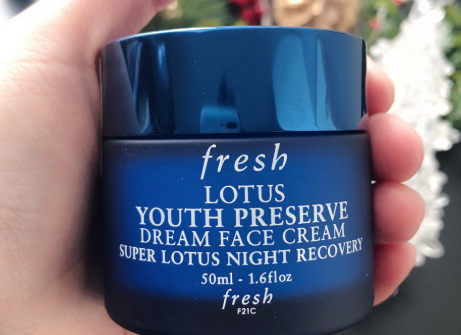 fresh
LOTUS
YOUTH PRESERVE
DREAM FACE CREAM
SUPER LOTUS NIGHT RECOVERY
50ml - 1.6floz
fresh
F21C